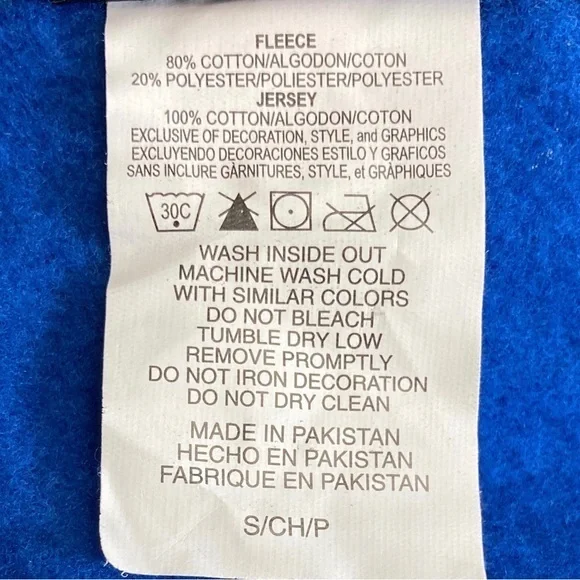 FLEECE
80% COTTON/ALGODON/COTON
20% POLYESTER/POLIESTER/POLYESTER
JERSEY
100% COTTON/ALGODON/COTON
EXCLUSIVE OF DECORATION, STYLE, and GRAPHICS
EXCLUYENDO DECORACIONES ESTILO Y GRAFICOS
SANS INCLURE GÀRNITURES, STYLE, et GRÀPHIQUES
30C
WASH INSIDE OUT
MACHINE WASH COLD
WITH SIMILAR COLORS
DO NOT BLEACH
TUMBLE DRY LOW
REMOVE PROMPTLY
DO NOT IRON DECORATION
DO NOT DRY CLEAN
MADE IN PAKISTAN
HECHO EN PAKISTAN
FABRIQUE EN PAKISTAN
S/CH/P